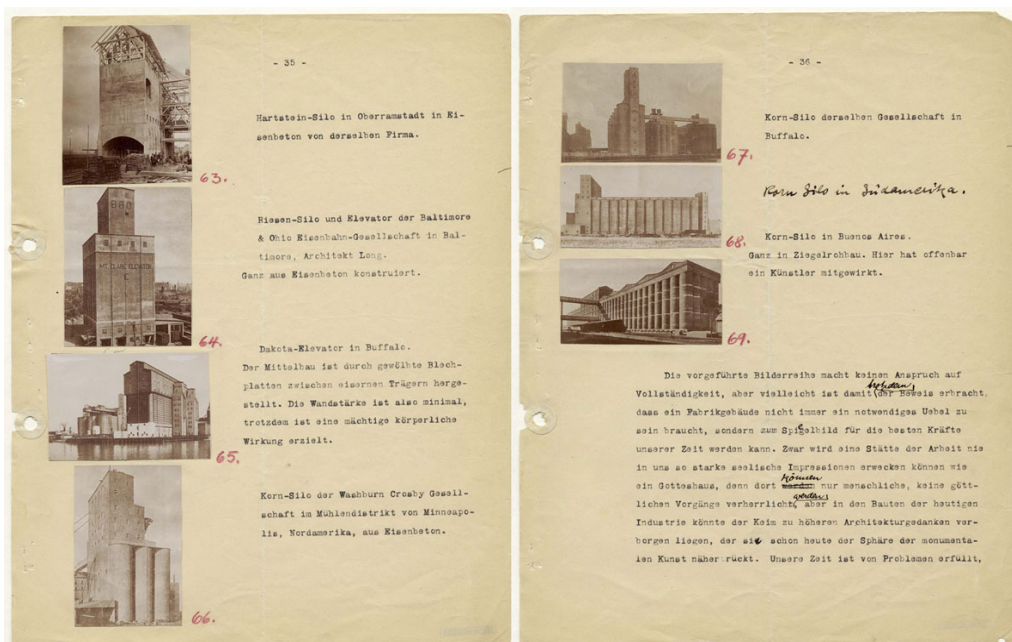 - 35 -
Hartstein-Silo in Oberramstadt in Ei-
senbeton von derselben Firma.
63.
Riesen-Silo und Elevator der Baltimore
& Ohio Eisenbahn-Gesellschaft in Bal-
timore, Architekt Long.
Ganz aus Eisenbeton konstruiert.
64.
Dakota-Elevator in Buffalo.
Der Mittelbau ist durch gewölbte Blech-
platten zwischen eisernen Trägern herge-
stellt. Die Wandstärke ist also minimal,
trotzdem ist eine mächtige körperliche
Wirkung erzielt.
65.
Korn-Silo der Washburn Crosby Gesell-
schaft im Mühlendistrikt von Minneapo-
lis, Nordamerika, aus Eisenbeton.
66.
- 36 -
Korn-Silo derselben Gesellschaft in
Buffalo.
67.
Korn Silo in Südamerika.
68.
Korn-Silo in Buenos Aires.
Ganz in Ziegelrohbau. Hier hat offenbar
ein Künstler mitgewirkt.
69.
Die vorgeführte Bilderreihe macht keinen Anspruch auf
Vollständigkeit, aber vielleicht ist damit der Beweis erbracht,
dass ein Fabrikgebäude nicht immer ein notwendiges Uebel zu
sein braucht, sondern zum Spiegelbild für die besten Kräfte
unserer Zeit werden kann. Zwar wird eine Stätte der Arbeit nie
in uns so starke seelische Impressionen erwecken können wie
ein Gotteshaus, denn dort können nur menschliche, keine gött-
lichen Vorgänge verherrlicht werden, aber in den Bauten der heutigen
Industrie könnte der Keim zu höheren Architekturgedanken ver-
borgen liegen, der sie schon heute der Sphäre der monumenta-
len Kunst näher rückt. Unsere Zeit ist von Problemen erfüllt,